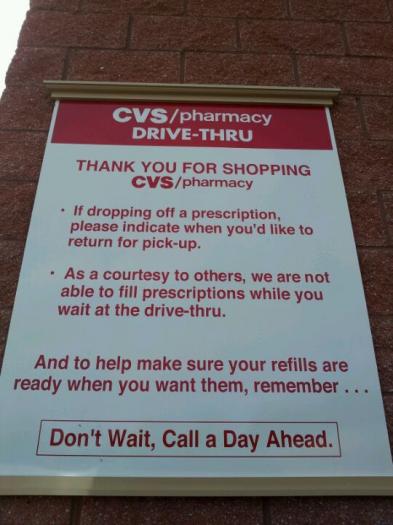 CVS/pharmacy
DRIVE-THRU
THANK YOU FOR SHOPPING
CVS/pharmacy
· If dropping off a prescription,
please indicate when you'd like to
return for pick-up.
· As a courtesy to others, we are not
able to fill prescriptions while you
wait at the drive-thru.
And to help make sure your refills are
ready when you want them, remember . . .
Don't Wait, Call a Day Ahead.